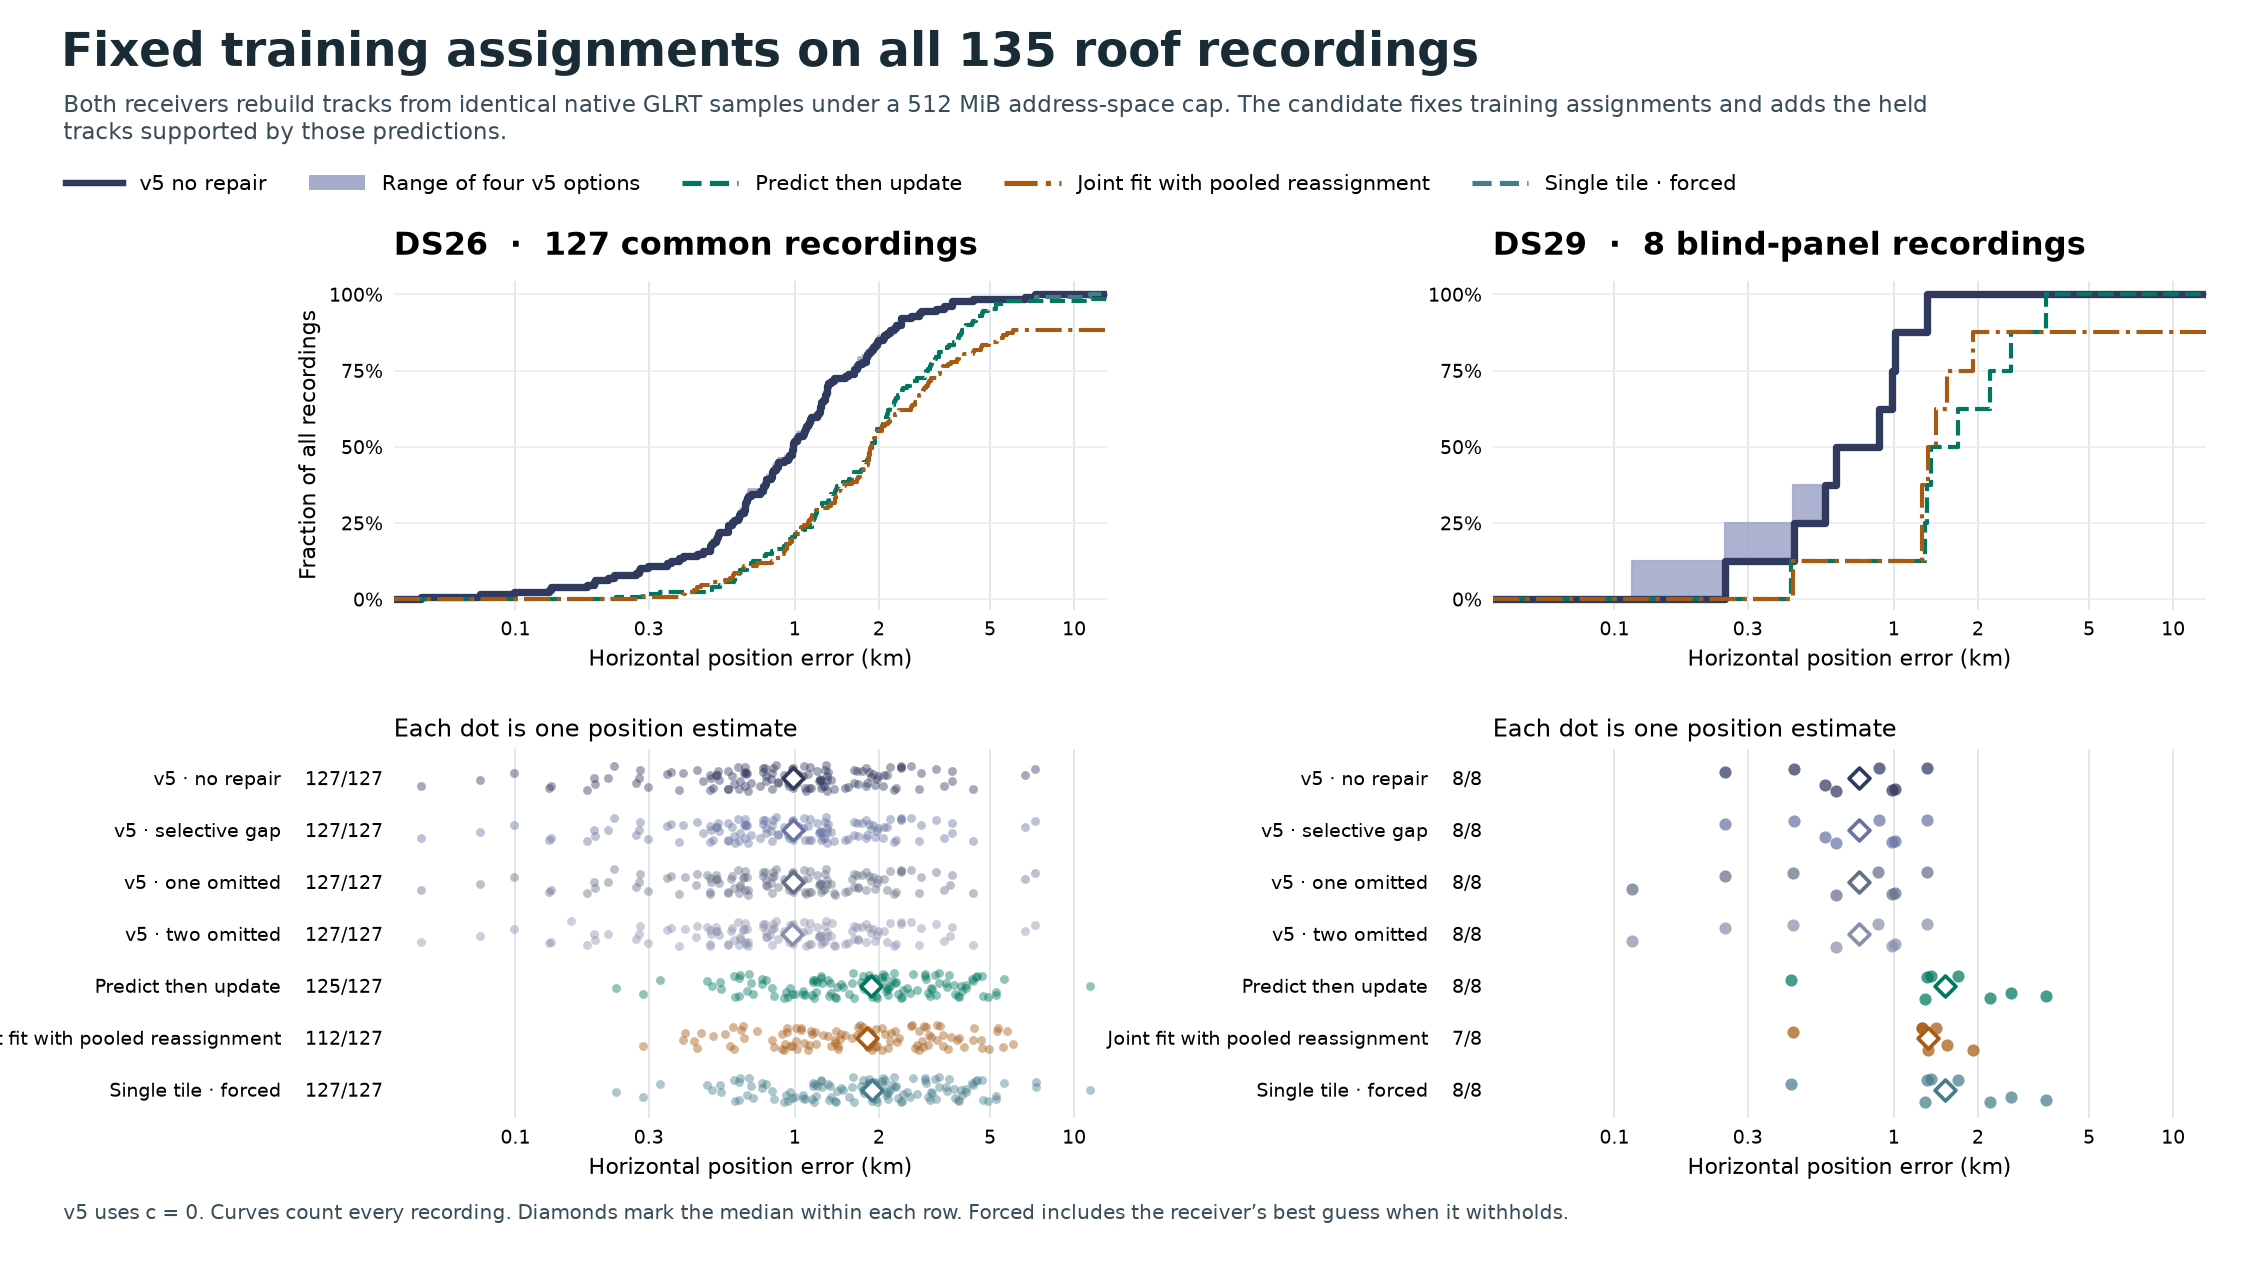 Fixed training assignments on all 135 roof recordings
Both receivers rebuild tracks from identical native GLRT samples under a 512 MiB address-space cap. The candidate fixes training assignments and adds the held
tracks supported by those predictions.
v5 no repair
Range of four v5 options
Predict then update
Joint fit with pooled reassignment
Single tile · forced
DS26 · 127 common recordings
100%
75%
50%
25%
0%
Fraction of all recordings
0.1 0.3 1 2 5 10
Horizontal position error (km)
DS29 · 8 blind-panel recordings
100%
75%
50%
25%
0%
0.1 0.3 1 2 5 10
Horizontal position error (km)
Each dot is one position estimate
v5 · no repair 127/127
v5 · selective gap 127/127
v5 · one omitted 127/127
v5 · two omitted 127/127
Predict then update 125/127
fit with pooled reassignment 112/127
Single tile · forced 127/127
0.1 0.3 1 2 5 10
Horizontal position error (km)
Each dot is one position estimate
v5 · no repair 8/8
v5 · selective gap 8/8
v5 · one omitted 8/8
v5 · two omitted 8/8
Predict then update 8/8
Joint fit with pooled reassignment 7/8
Single tile · forced 8/8
0.1 0.3 1 2 5 10
Horizontal position error (km)
v5 uses c = 0. Curves count every recording. Diamonds mark the median within each row. Forced includes the receiver’s best guess when it withholds.